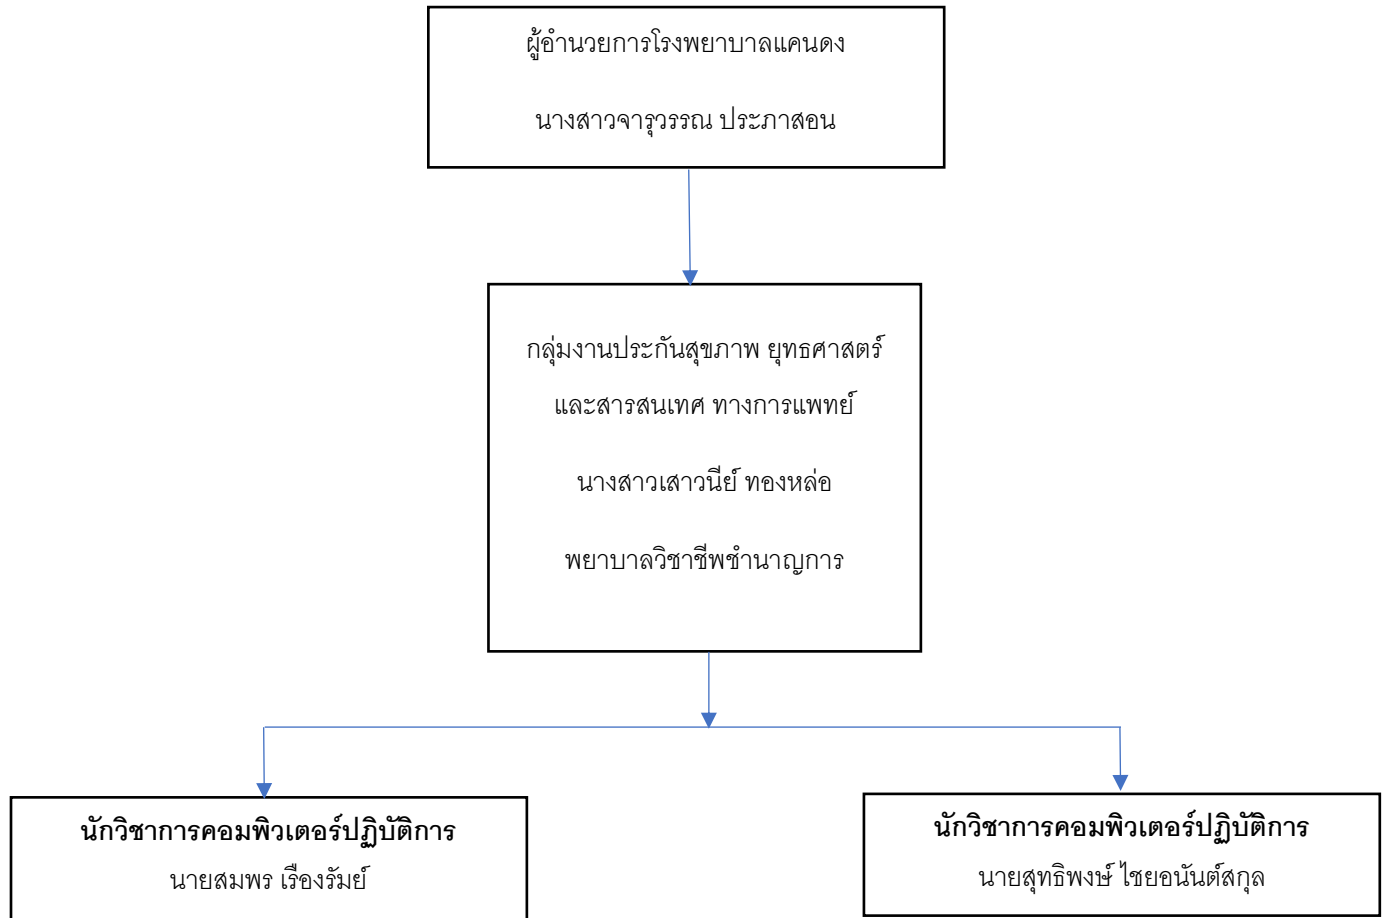 ผู้อำนวยการโรงพยาบาลแคนดง
นางสาวจารุวรรณ ประภาสอน
กลุ่มงานประกันสุขภาพ ยุทธศาสตร์
และสารสนเทศ ทางการแพทย์
นางสาวเสาวนีย์ ทองหล่อ
พยาบาลวิชาชีพชำนาญการ
นักวิชาการคอมพิวเตอร์ปฏิบัติการ
นายสมพร เรืองรัมย์
นักวิชาการคอมพิวเตอร์ปฏิบัติการ
นายสุทธิพงษ์ ไชยอนันต์สกุล